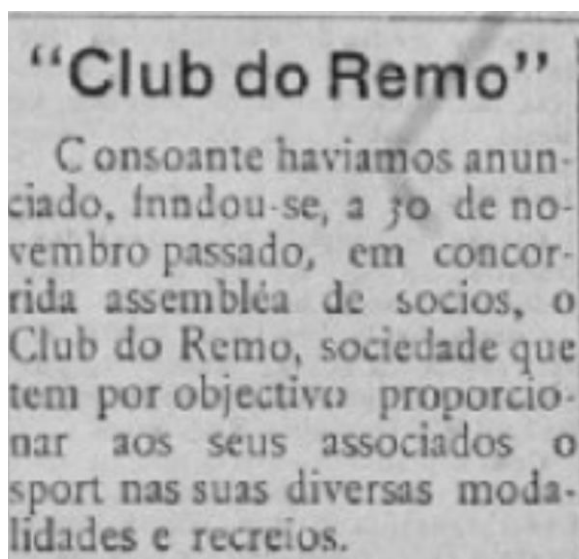 “Club do Remo”
Consoante haviamos anun-
ciado, fnndou-se, a 30 de no-
vembro passado, em concor-
rida assembléa de socios, o
Club do Remo, sociedade que
tem por objectivo proporcio-
nar aos seus associados o
sport nas suas diversas moda-
lidades e recreios.